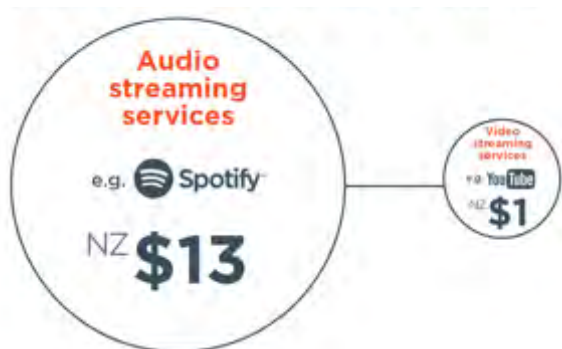 Audio
streaming
services
e.g. Spotify
NZ $13
Video
streaming
services
e.g. YouTube
NZ $1